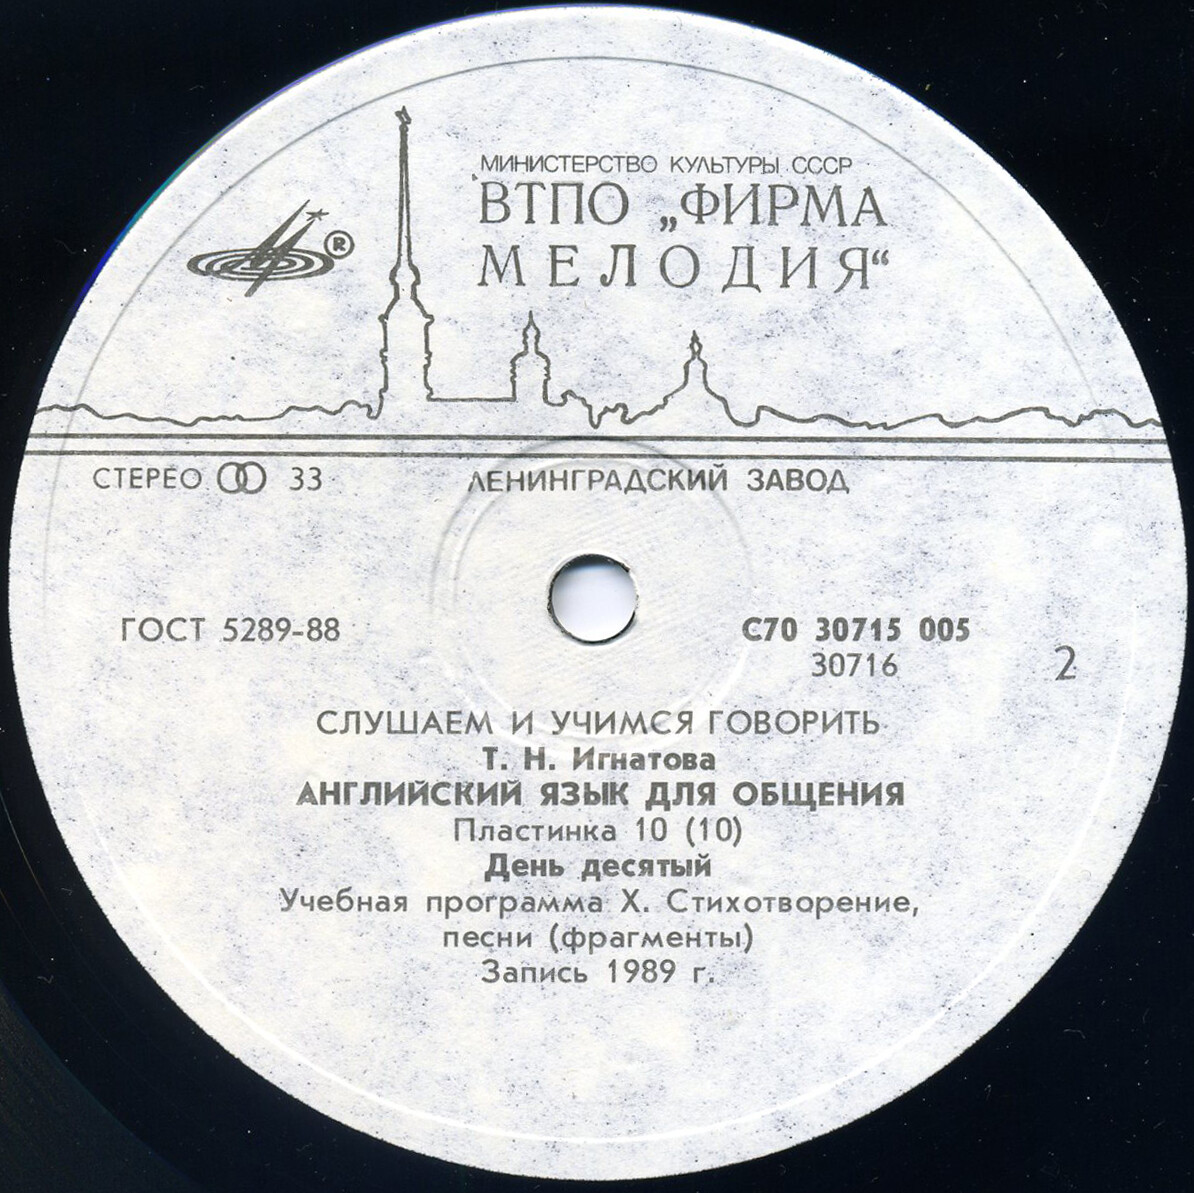 МИНИСТЕРСТВО КУЛЬТУРЫ СССР
ВТПО „ФИРМА
МЕЛОДИЯ“
®
СТЕРЕО 33
ЛЕНИНГРАДСКИЙ ЗАВОД
ГОСТ 5289-88
С70 30715 005
30716
2
СЛУШАЕМ И УЧИМСЯ ГОВОРИТЬ
Т. Н. Игнатова
АНГЛИЙСКИЙ ЯЗЫК ДЛЯ ОБЩЕНИЯ
Пластинка 10 (10)
День десятый
Учебная программа X. Стихотворение,
песни (фрагменты)
Запись 1989 г.